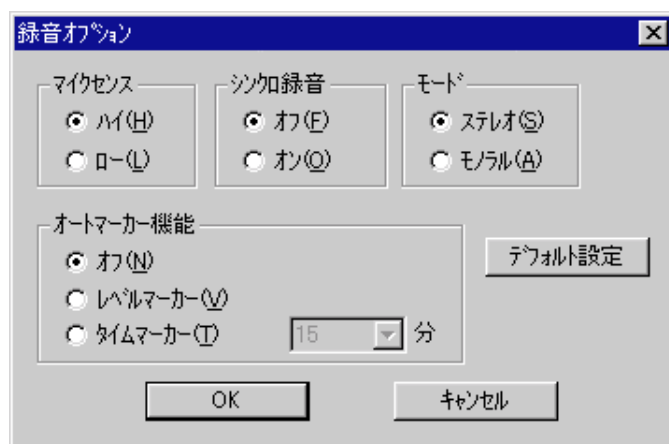 録音ｵﾌﾟｼｮﾝ
ﾏｲｸｾﾝｽ
ﾊｲ(H)
ﾛｰ(L)
ｼﾝｸﾛ録音
ｵﾌ(F)
ｵﾝ(O)
ﾓｰﾄﾞ
ｽﾃﾚｵ(S)
ﾓﾉﾗﾙ(A)
ｵｰﾄﾏｰｶｰ機能
ｵﾌ(N)
ﾚﾍﾞﾙﾏｰｶｰ(V)
ﾀｲﾑﾏｰｶｰ(T) 15 分
ﾃﾞﾌｫﾙﾄ設定
OK
ｷｬﾝｾﾙ